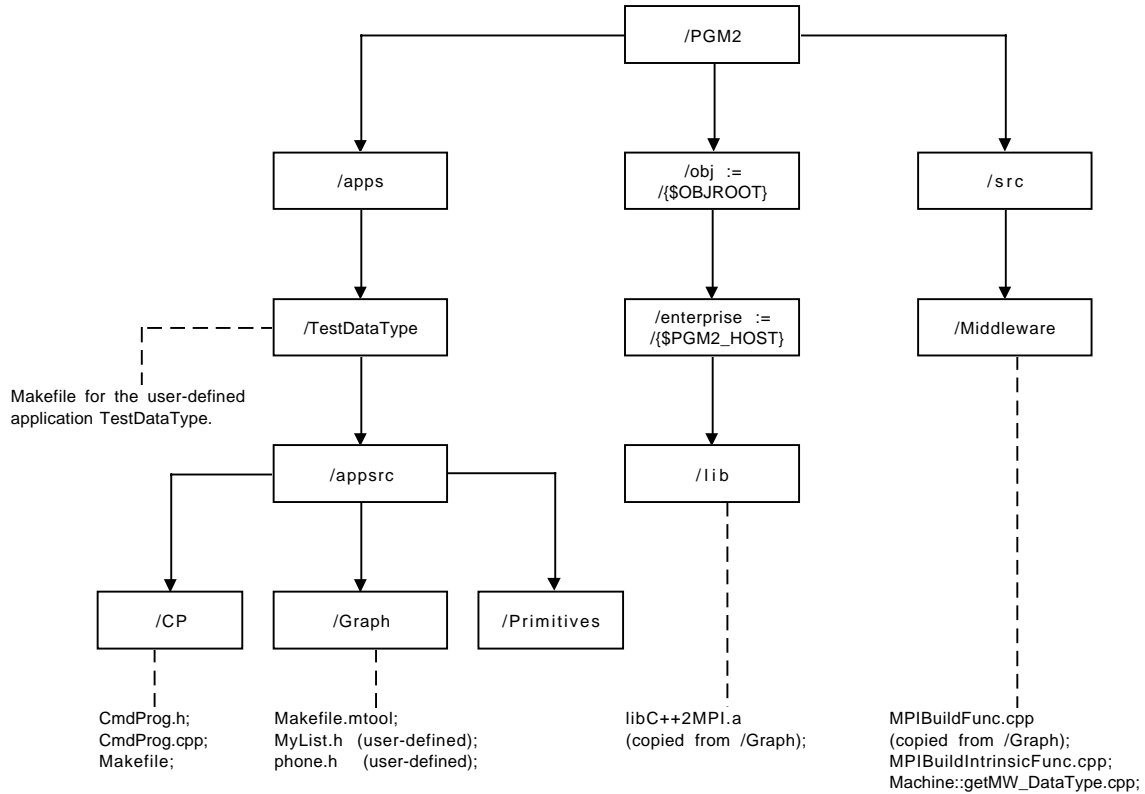 /PGM2
/apps
/obj :=
/{$OBJROOT}
/src
/TestDataType
/enterprise :=
/{$PGM2_HOST}
/Middleware
Makefile for the user-defined
application TestDataType.
/appsrc
/lib
/CP
/Graph
/Primitives
CmdProg.h;
CmdProg.cpp;
Makefile;
Makefile.mtool;
MyList.h (user-defined);
phone.h (user-defined);
libC++2MPI.a
(copied from /Graph);
MPIBuildFunc.cpp
(copied from /Graph);
MPIBuildIntrinsicFunc.cpp;
Machine::getMW_DataType.cpp;